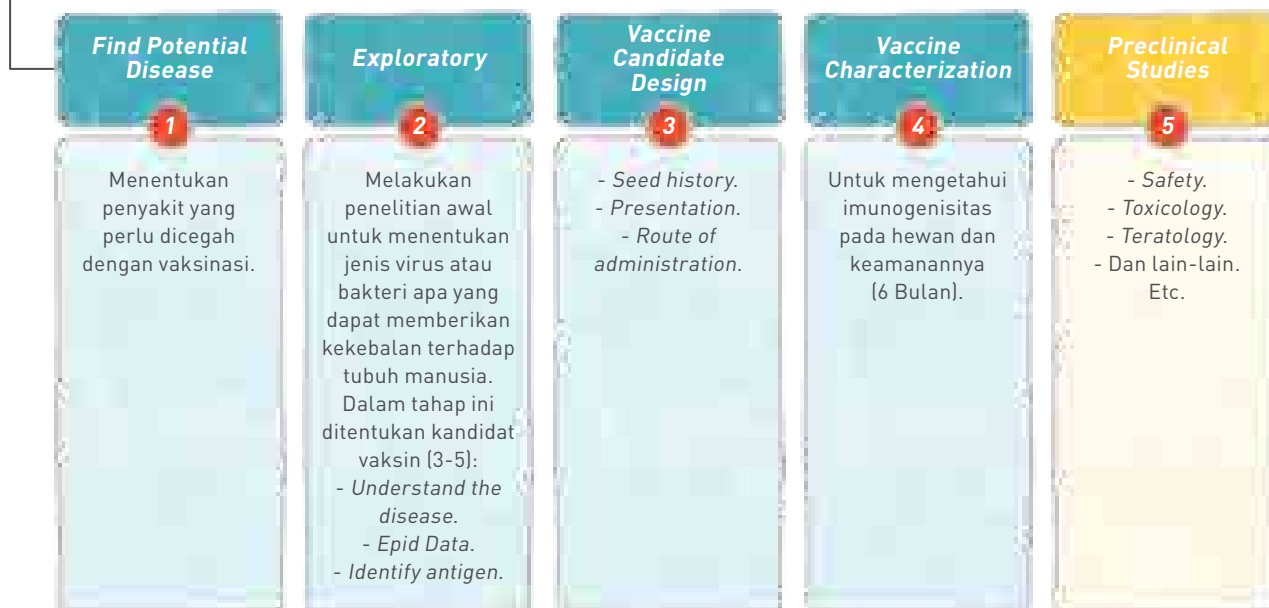 Find Potential
Disease
1
Menentukan
penyakit yang
perlu dicegah
dengan vaksinasi.
Exploratory
2
Melakukan
penelitian awal
untuk menentukan
jenis virus atau
bakteri apa yang
dapat memberikan
kekebalan terhadap
tubuh manusia.
Dalam tahap ini
ditentukan kandidat
vaksin (3-5):
- Understand the
disease.
- Epid Data.
- Identify antigen.
Vaccine
Candidate
Design
3
- Seed history.
- Presentation.
- Route of
administration.
Vaccine
Characterization
4
Untuk mengetahui
imunogenisitas
pada hewan dan
keamanannya
(6 Bulan).
Preclinical
Studies
5
- Safety.
- Toxicology.
- Teratology.
- Dan lain-lain.
Etc.